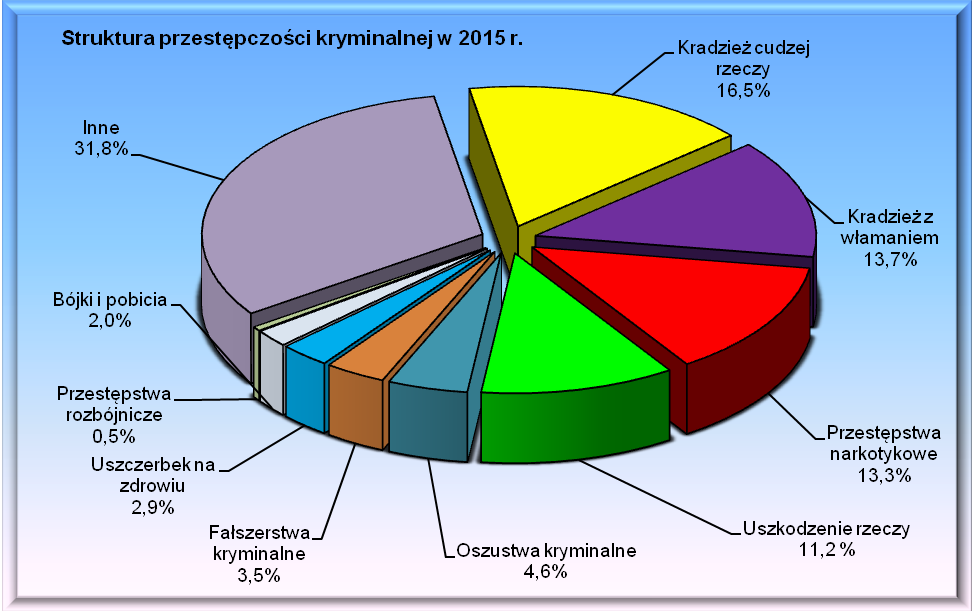 Struktura przestępczości kryminalnej w 2015 r.
Kradzież cudzej
rzeczy
16,5%
Kradzież z
włamaniem
13,7%
Przestępstwa
narkotykowe
13,3%
Uszkodzenie rzeczy
11,2 %
Oszustwa kryminalne
4,6%
Fałszerstwa
kryminalne
3,5%
Uszczerbek na
zdrowiu
2,9%
Przestępstwa
rozbójnicze
0,5%
Bójki i pobicia
2,0%
Inne
31,8%